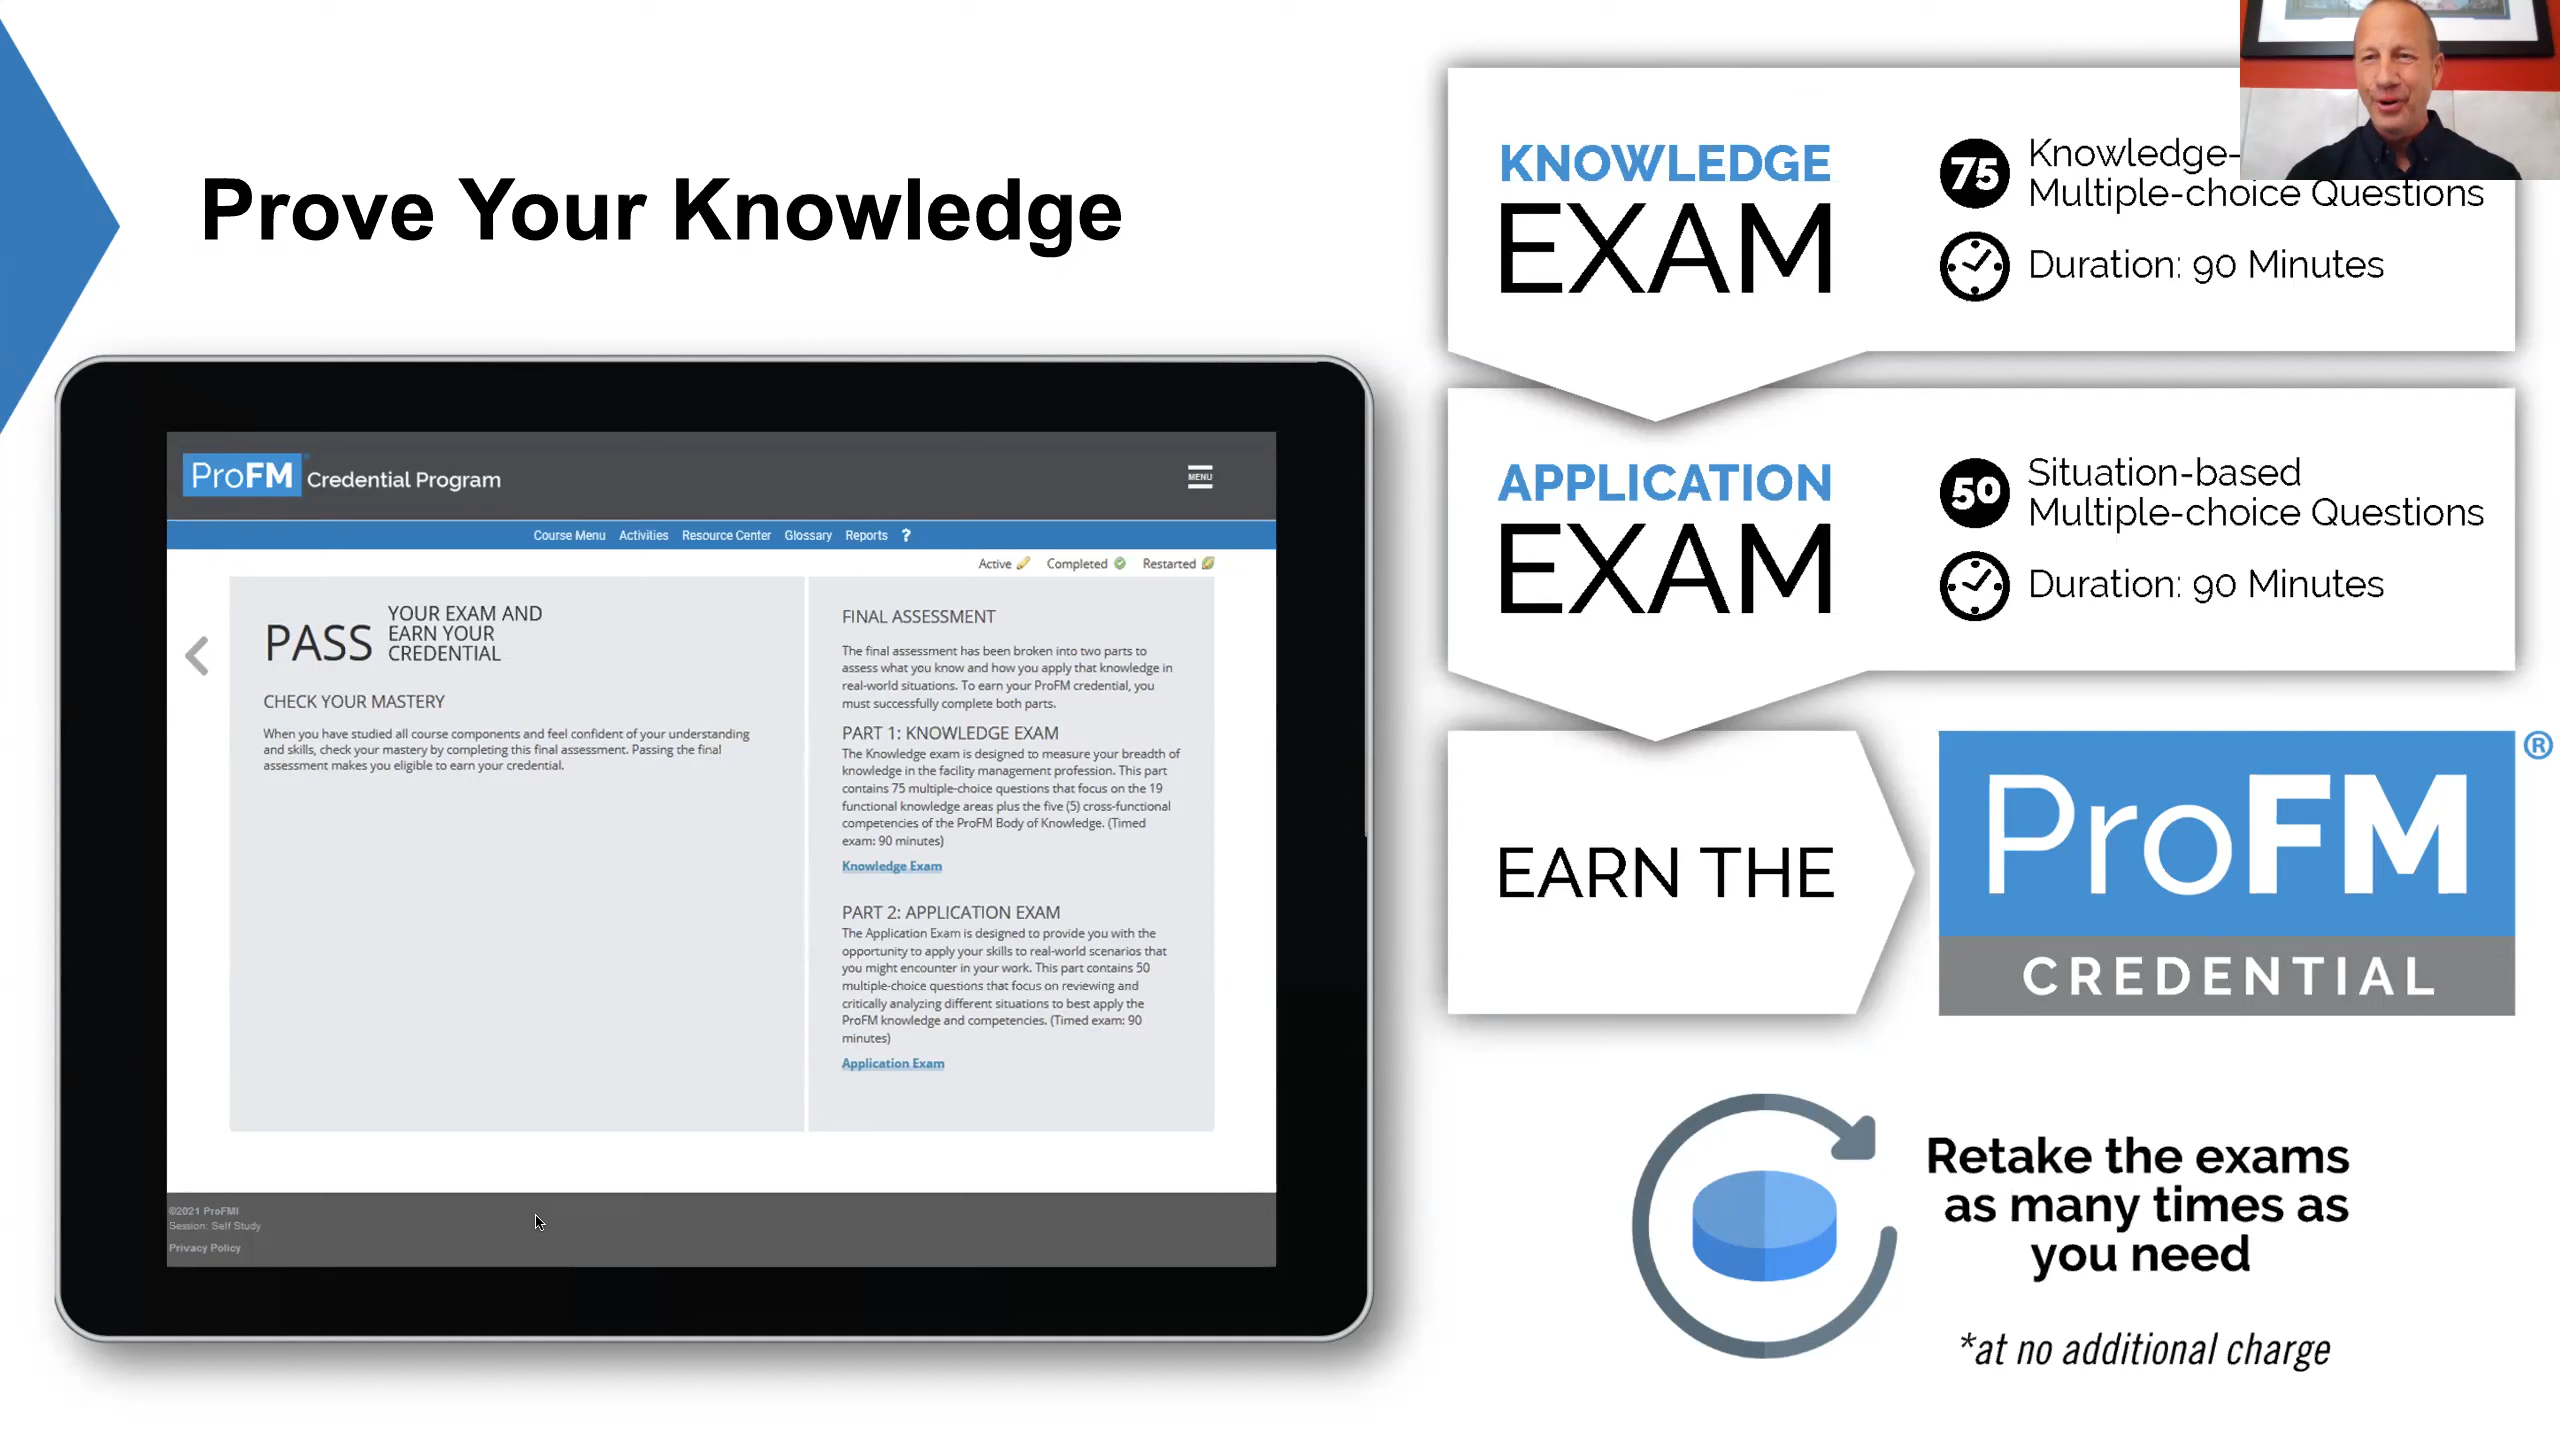 Prove Your Knowledge
ProFM Credential Program
MENU
Course Menu Activities Resource Center Glossary Reports ?
Active Completed Restarted
PASS
YOUR EXAM AND
EARN YOUR
CREDENTIAL
CHECK YOUR MASTERY
When you have studied all course components and feel confident of your understanding
and skills, check your mastery by completing this final assessment. Passing the final
assessment makes you eligible to earn your credential.
FINAL ASSESSMENT
The final assessment has been broken into two parts to
assess what you know and how you apply that knowledge in
real-world situations. To earn your ProFM credential, you
must successfully complete both parts.
PART 1: KNOWLEDGE EXAM
The Knowledge exam is designed to measure your breadth of
knowledge in the facility management profession. This part
contains 75 multiple-choice questions that focus on the 19
functional knowledge areas plus the five (5) cross-functional
competencies of the ProFM Body of Knowledge. (Timed
exam: 90 minutes)
Knowledge Exam
PART 2: APPLICATION EXAM
The Application Exam is designed to provide you with the
opportunity to apply your skills to real-world scenarios that
you might encounter in your work. This part contains 50
multiple-choice questions that focus on reviewing and
critically analyzing different situations to best apply the
ProFM knowledge and competencies. (Timed exam: 90
minutes)
Application Exam
©2021 ProFMI
Session: Self Study
Privacy Policy
KNOWLEDGE
EXAM
75
Knowledge-
Multiple-choice Questions
Duration: 90 Minutes
APPLICATION
EXAM
50
Situation-based
Multiple-choice Questions
Duration: 90 Minutes
EARN THE
ProFM®
CREDENTIAL
Retake the exams
as many times as
you need
*at no additional charge